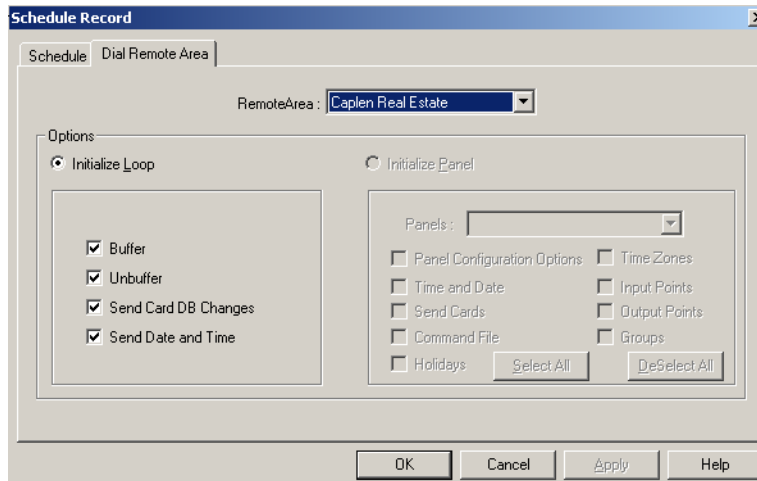 Schedule Record
Schedule Dial Remote Area
RemoteArea : Caplen Real Estate
Options
Initialize Loop Initialize Panel
Panels :
Buffer
Panel Configuration Options Time Zones
Unbuffer
Time and Date Input Points
Send Card DB Changes
Send Cards Output Points
Send Date and Time
Command File Groups
Holidays Select All DeSelect All
OK Cancel Apply Help